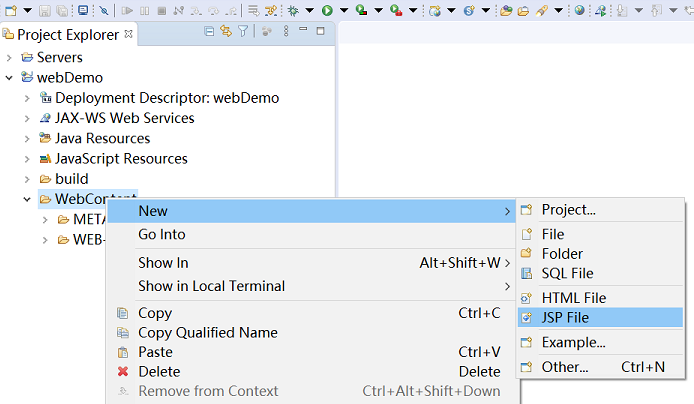 Project Explorer
Servers
webDemo
Deployment Descriptor: webDemo
JAX-WS Web Services
Java Resources
JavaScript Resources
build
WebContent
META
WEB-
New
Go Into
Show In Alt+Shift+W
Show in Local Terminal
Copy Ctrl+C
Copy Qualified Name
Paste Ctrl+V
Delete Delete
Remove from Context Ctrl+Alt+Shift+Down
Project...
File
Folder
SQL File
HTML File
JSP File
Example...
Other... Ctrl+N